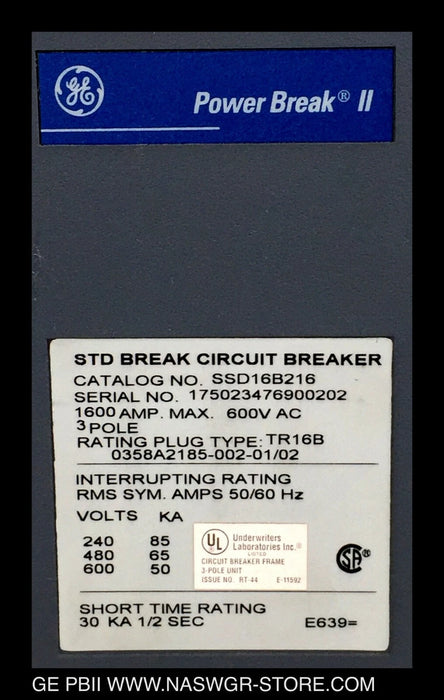 GE
Power Break® II
STD BREAK CIRCUIT BREAKER
CATALOG NO. SSD16B216
SERIAL NO. 175023476900202
1600 AMP. MAX. 600V AC
3 POLE
RATING PLUG TYPE: TR16B
0358A2185-002-01/02
INTERRUPTING RATING
RMS SYM. AMPS 50/60 Hz
VOLTS KA
240 85
480 65
600 50
UL Underwriters
Laboratories Inc.®
LISTED
CIRCUIT BREAKER FRAME
3-POLE UNIT
ISSUE NO. RT-44 E-11592
SA®
SHORT TIME RATING
30 KA 1/2 SEC E639=
GE PBII WWW.NASWGR-STORE.COM